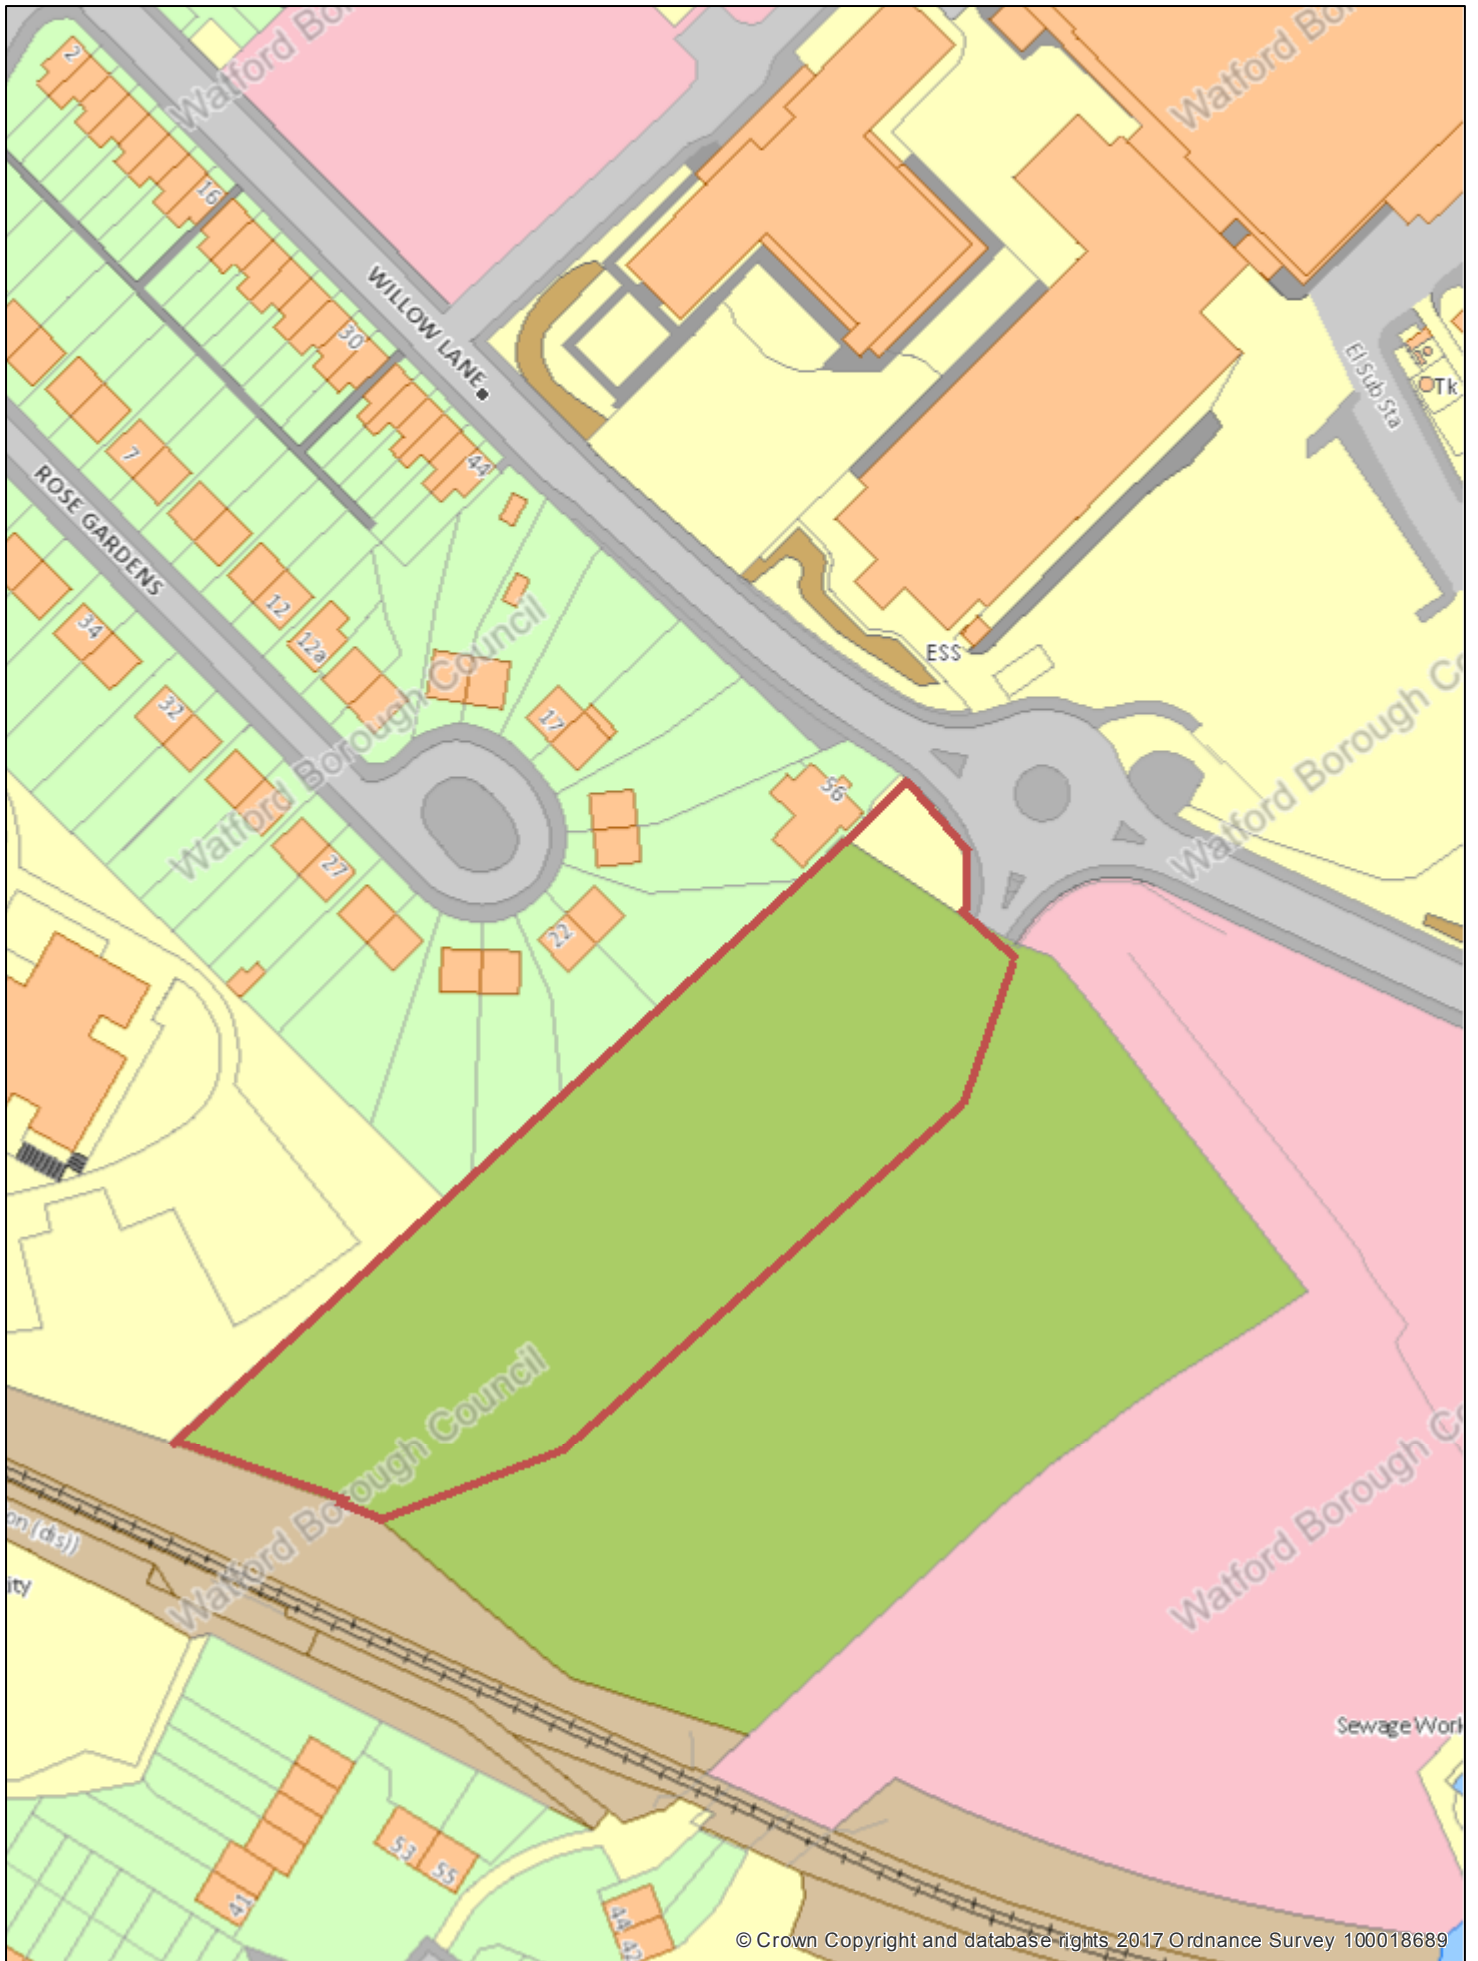 Watford Bo
Watford Bo
2
16
WILLOW LANE
30
El Sub Sta
Tk
44
7
ROSE GARDENS
12
34
12a
ESS
Watford Borough Council
Watford Borough Co
32
17
56
27
22
Watford Borough Council
Watford Borough Co
on (dis))
ity
Sewage Work
53
55
41
44
42
© Crown Copyright and database rights 2017 Ordnance Survey 100018689